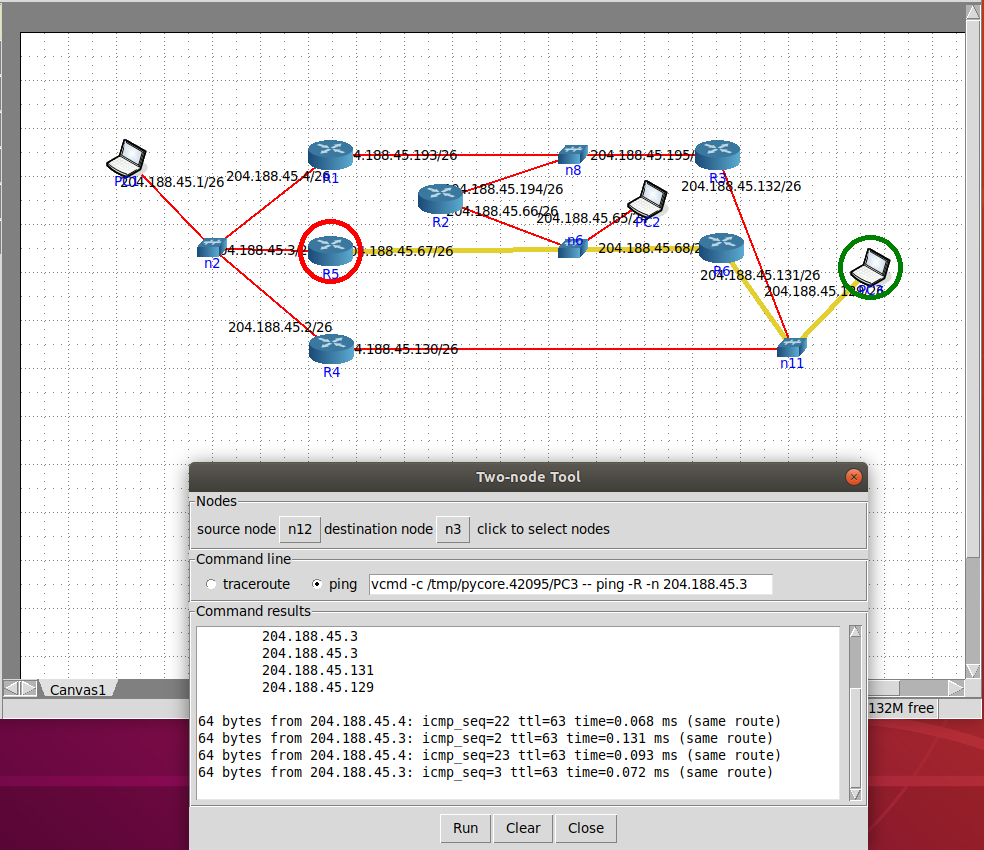 204.188.45.193/26
204.188.45.195/
n8
R1
R3
204.188.45.1/26
204.188.45.4/26
204.188.45.132/26
204.188.45.194/26
R2
204.188.45.66/26
204.188.45.65/26
PC2
n6
n2
204.188.45.3/2
204.188.45.67/26
204.188.45.68/2
R5
R6
204.188.45.131/26
204.188.45.129/26
PC3
204.188.45.2/26
4.188.45.130/26
R4
n11
Two-node Tool
Nodes
source node n12 destination node n3 click to select nodes
Command line
traceroute ping vcmd -c /tmp/pycore.42095/PC3 -- ping -R -n 204.188.45.3
Command results
204.188.45.3
204.188.45.3
204.188.45.131
204.188.45.129
64 bytes from 204.188.45.4: icmp_seq=22 ttl=63 time=0.068 ms (same route)
64 bytes from 204.188.45.3: icmp_seq=2 ttl=63 time=0.131 ms (same route)
64 bytes from 204.188.45.4: icmp_seq=23 ttl=63 time=0.093 ms (same route)
64 bytes from 204.188.45.3: icmp_seq=3 ttl=63 time=0.072 ms (same route)
Canvas1
132M free
Run Clear Close